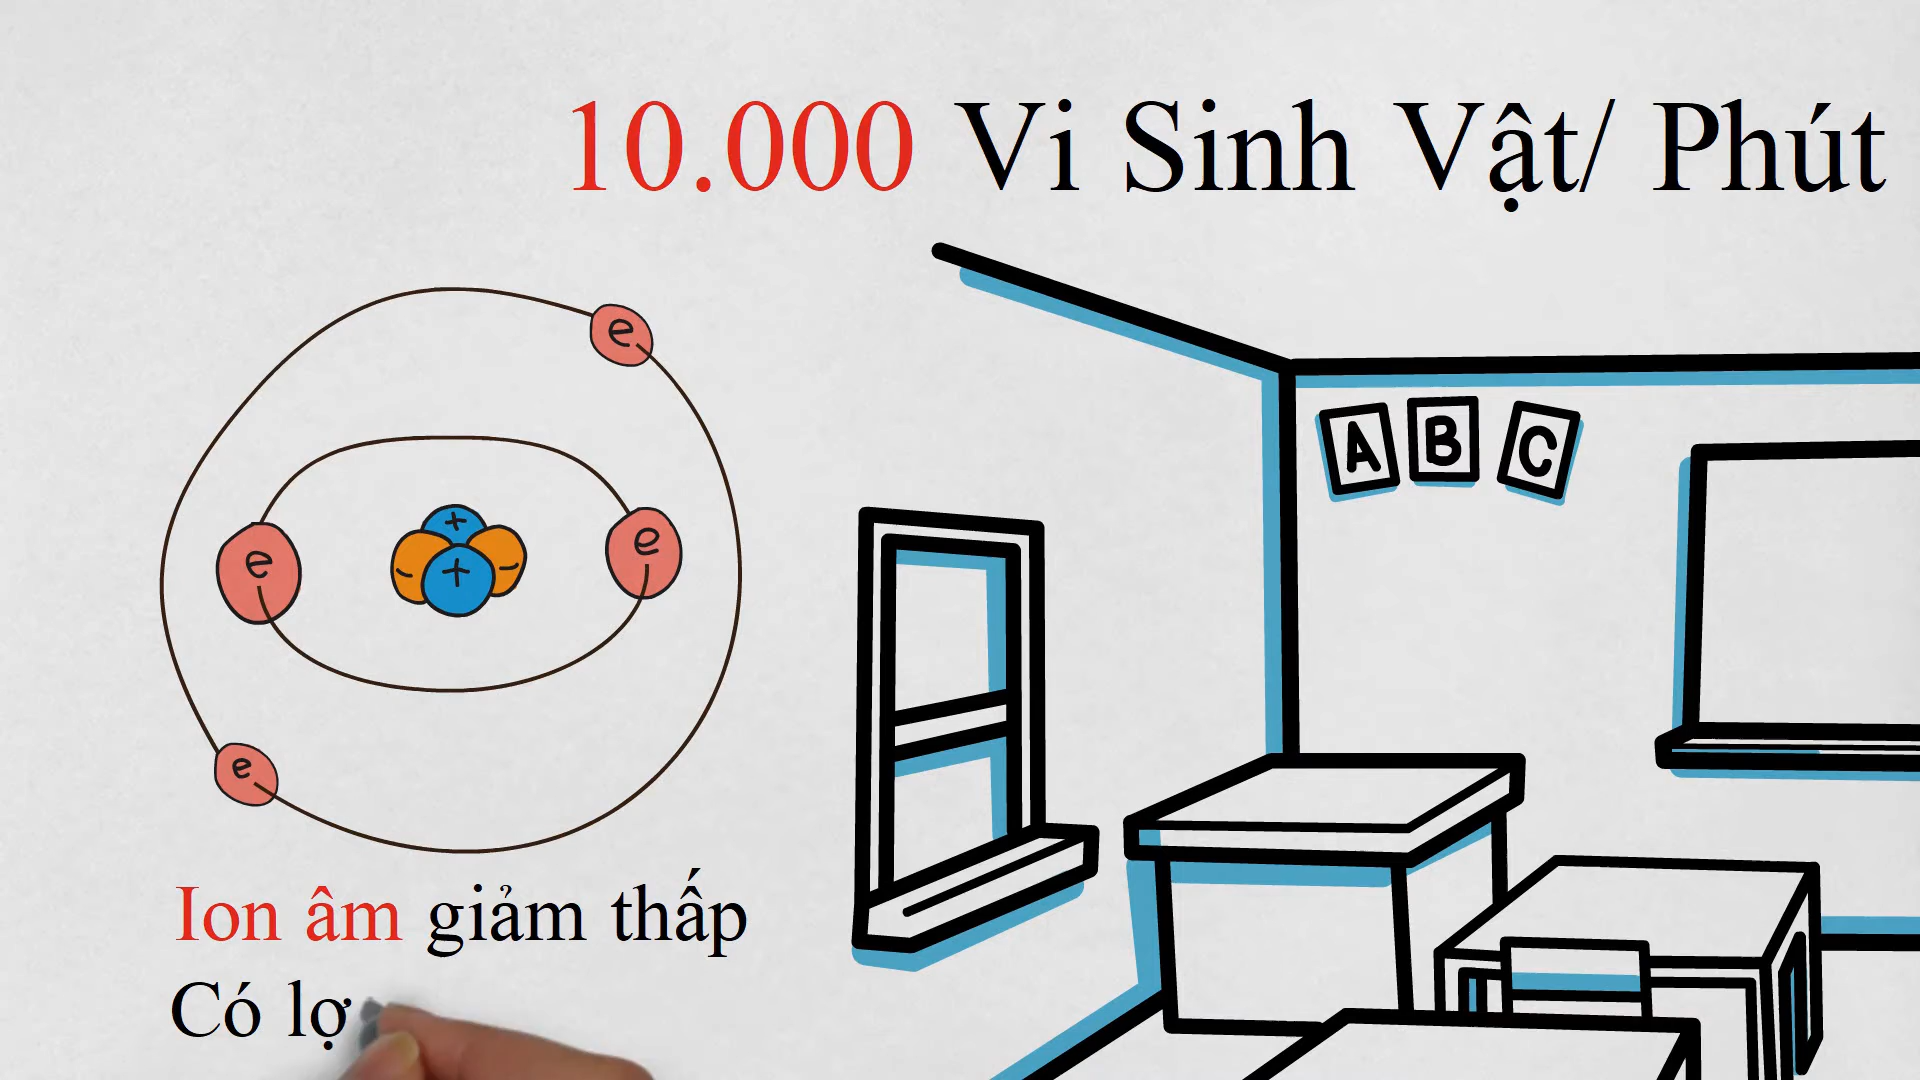 10.000 Vi Sinh Vật/ Phút
A B C
e
e
e
e
Ion âm giảm thấp
Có lợ